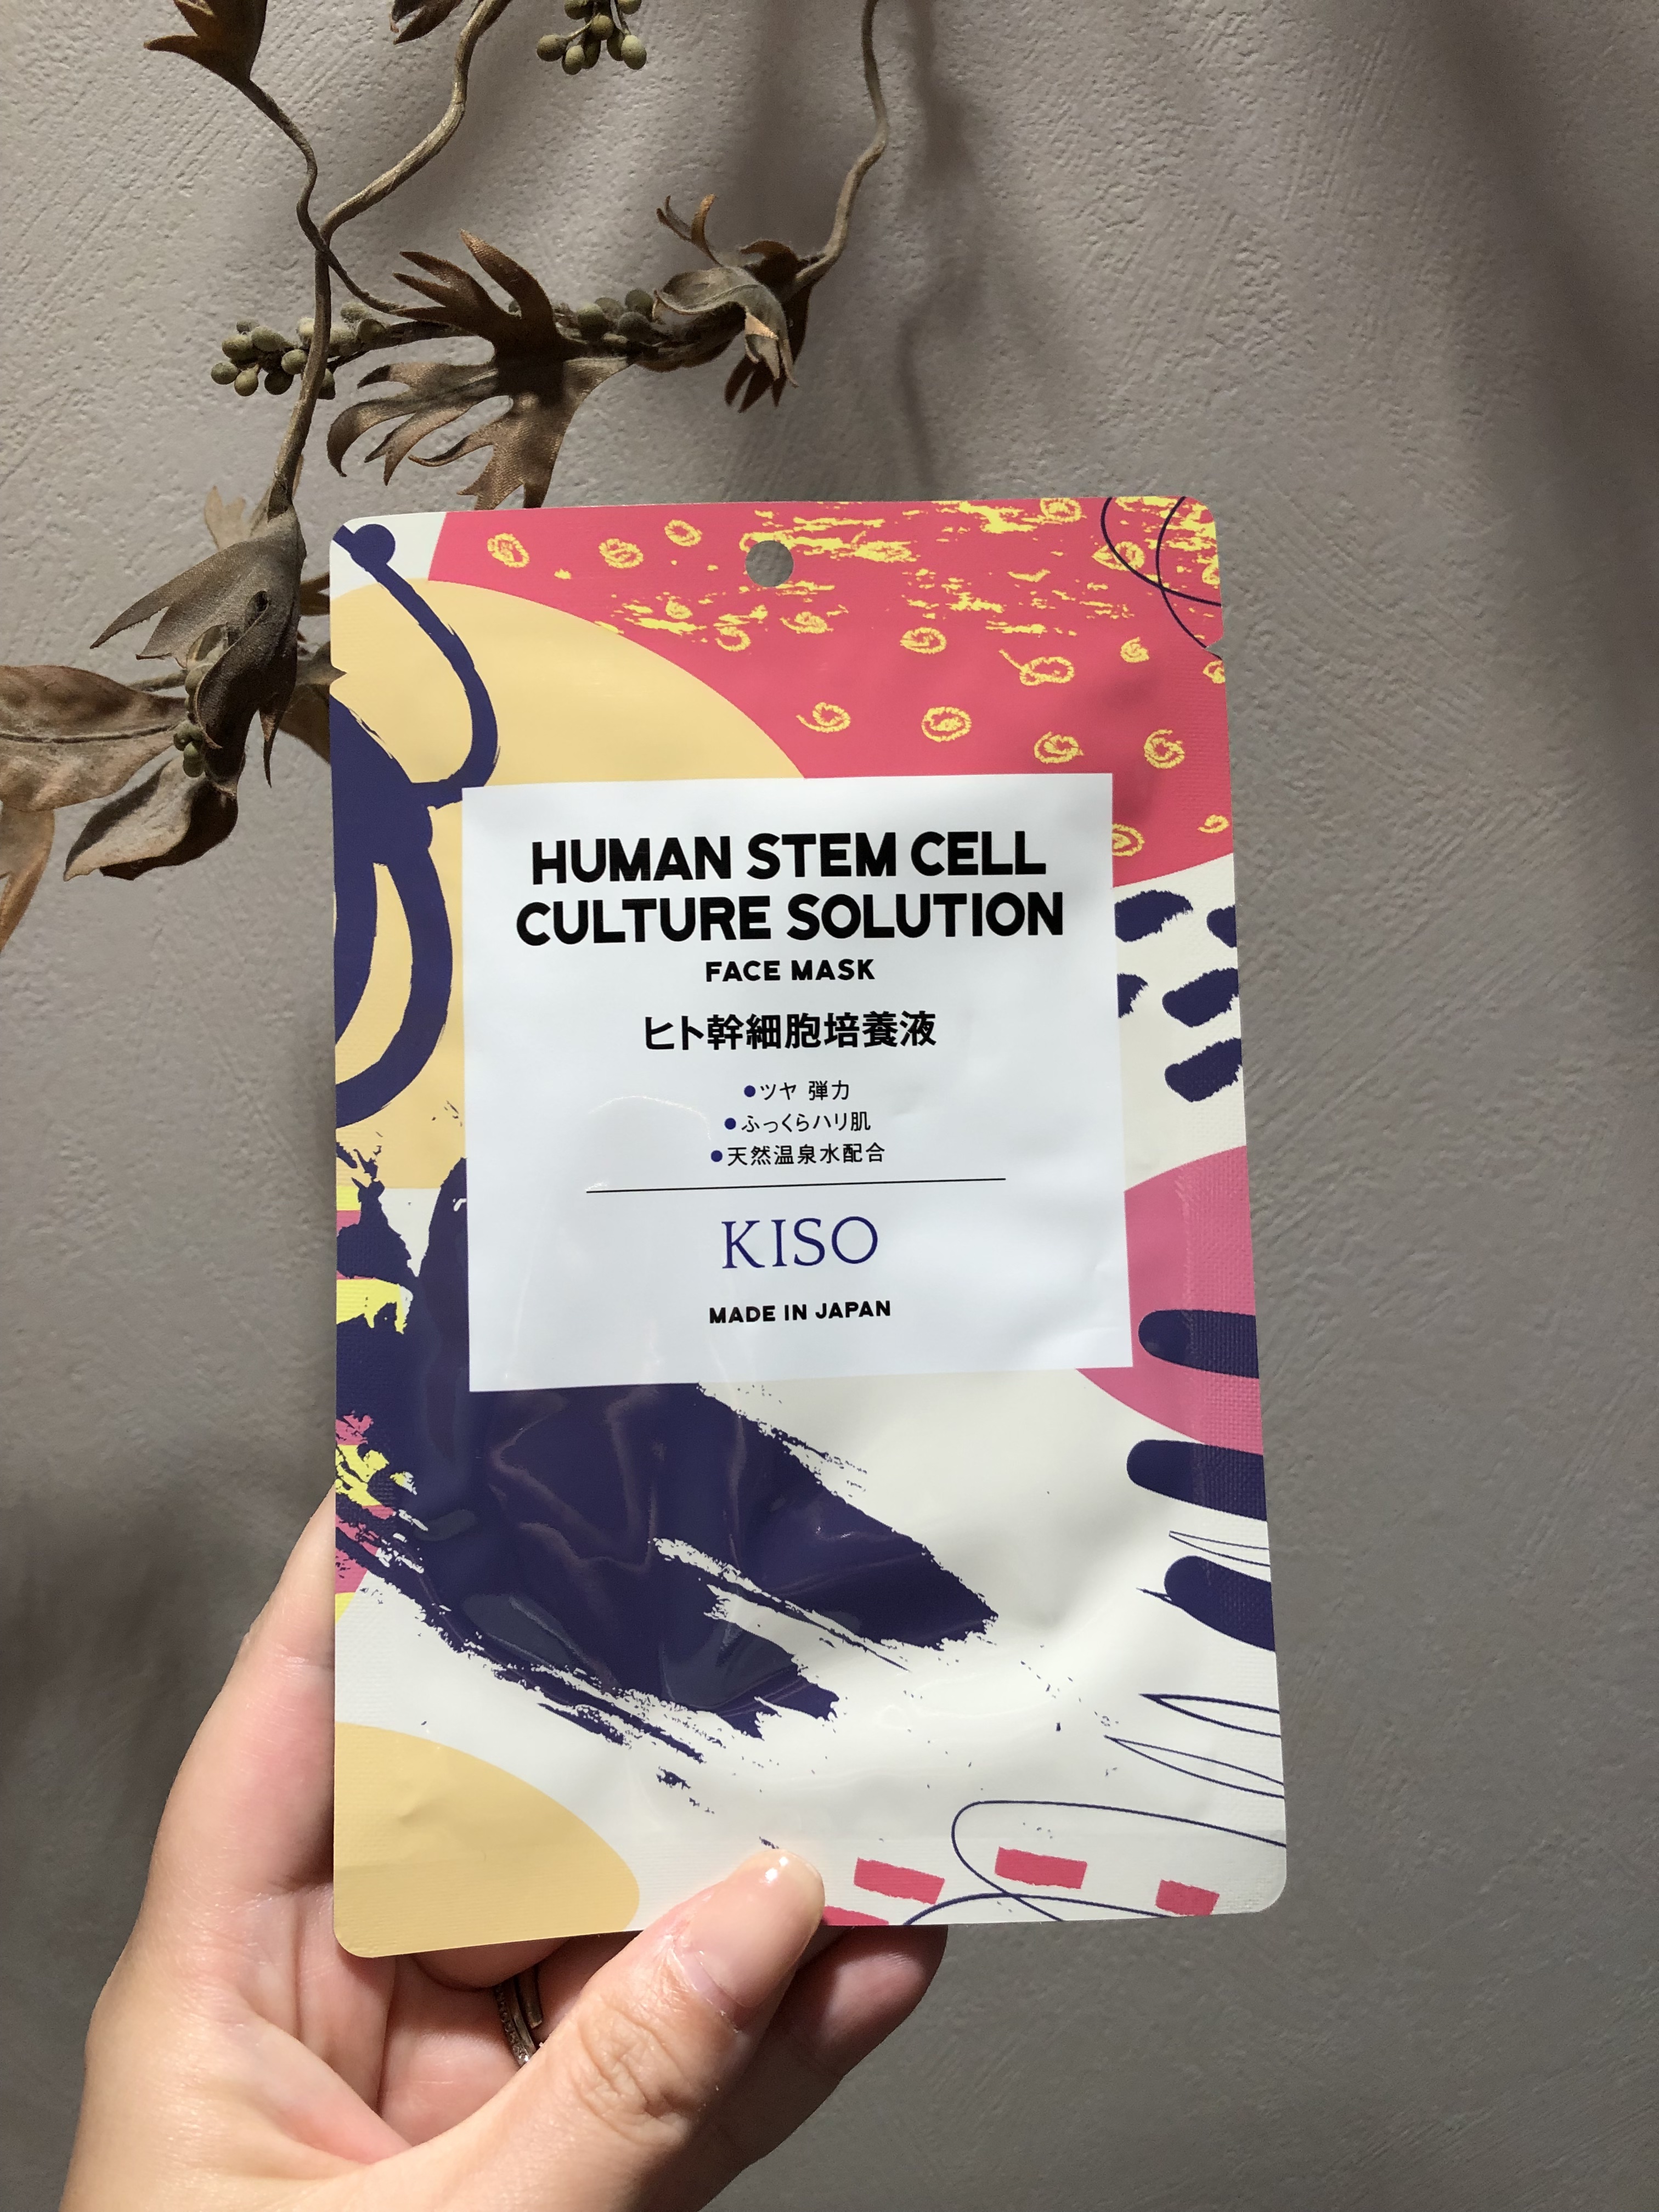 HUMAN STEM CELL
CULTURE SOLUTION
FACE MASK
ヒト幹細胞培養液
●ツヤ 弾力
●ふっくらハリ肌
●天然温泉水配合
KISO
MADE IN JAPAN